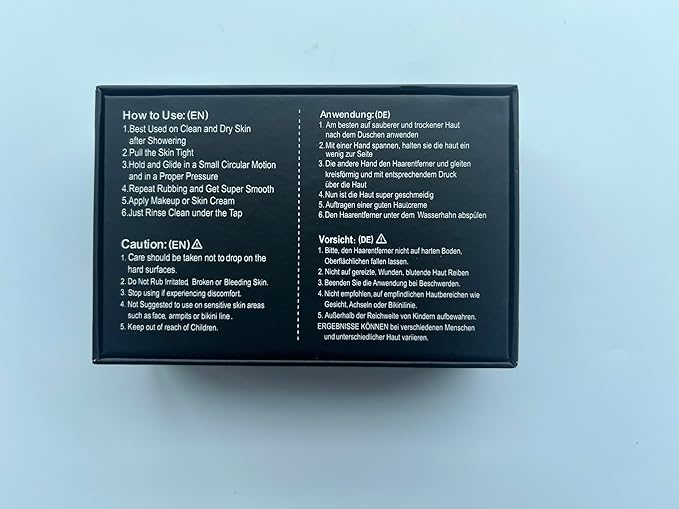 How to Use: (EN)
1.Best Used on Clean and Dry Skin
after Showering
2.Pull the Skin Tight
3.Hold and Glide in a Small Circular Motion
and in a Proper Pressure
4.Repeat Rubbing and Get Super Smooth
5.Apply Makeup or Skin Cream
6.Just Rinse Clean under the Tap
Caution: (EN)⚠
1. Care should be taken not to drop on the
hard surfaces.
2. Do Not Rub Irritated, Broken or Bleeding Skin.
3. Stop using if experiencing discomfort.
4. Not Suggested to use on sensitive skin areas
such as face, armpits or bikini line.
5. Keep out of reach of Children.
Anwendung: (DE)
1. Am besten auf sauberer und trockener Haut
nach dem Duschen anwenden
2.Mit einer Hand spannen, halten sie die haut ein
wenig zur Seite
3.Die andere Hand den Haarentferner und gleiten
kreisförmig und mit entsprechendem Druck
über die Haut
4.Nun ist die Haut super geschmeidig
5.Auftragen einer guten Hautcreme
6.Den Haarentferner unter dem Wasserhahn abspülen
Vorsicht: (DE) ⚠
1. Bitte, den Haarentferner nicht auf harten Boden,
Oberflächlichen fallen lassen.
2. Nicht auf gereizte, Wunden, blutende Haut Reiben
3. Beenden Sie die Anwendung bei Beschwerden.
4. Nicht empfohlen, auf empfindlichen Hautbereichen wie
Gesicht, Achseln oder Bikinilinie.
5. Außerhalb der Reichweite von Kindern aufbewahren.
ERGEBNISSE KÖNNEN bei verschiedenen Menschen
und unterschiedlicher Haut variieren.